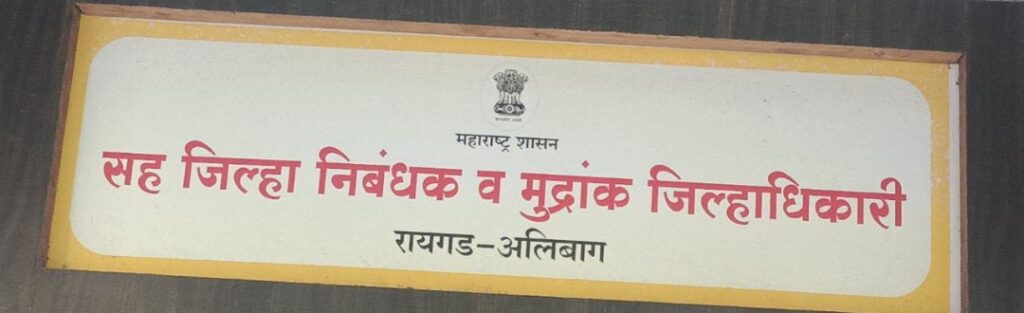 महाराष्ट्र शासन
सह जिल्हा निबंधक व मुद्रांक जिल्हाधिकारी
रायगड-अलिबाग